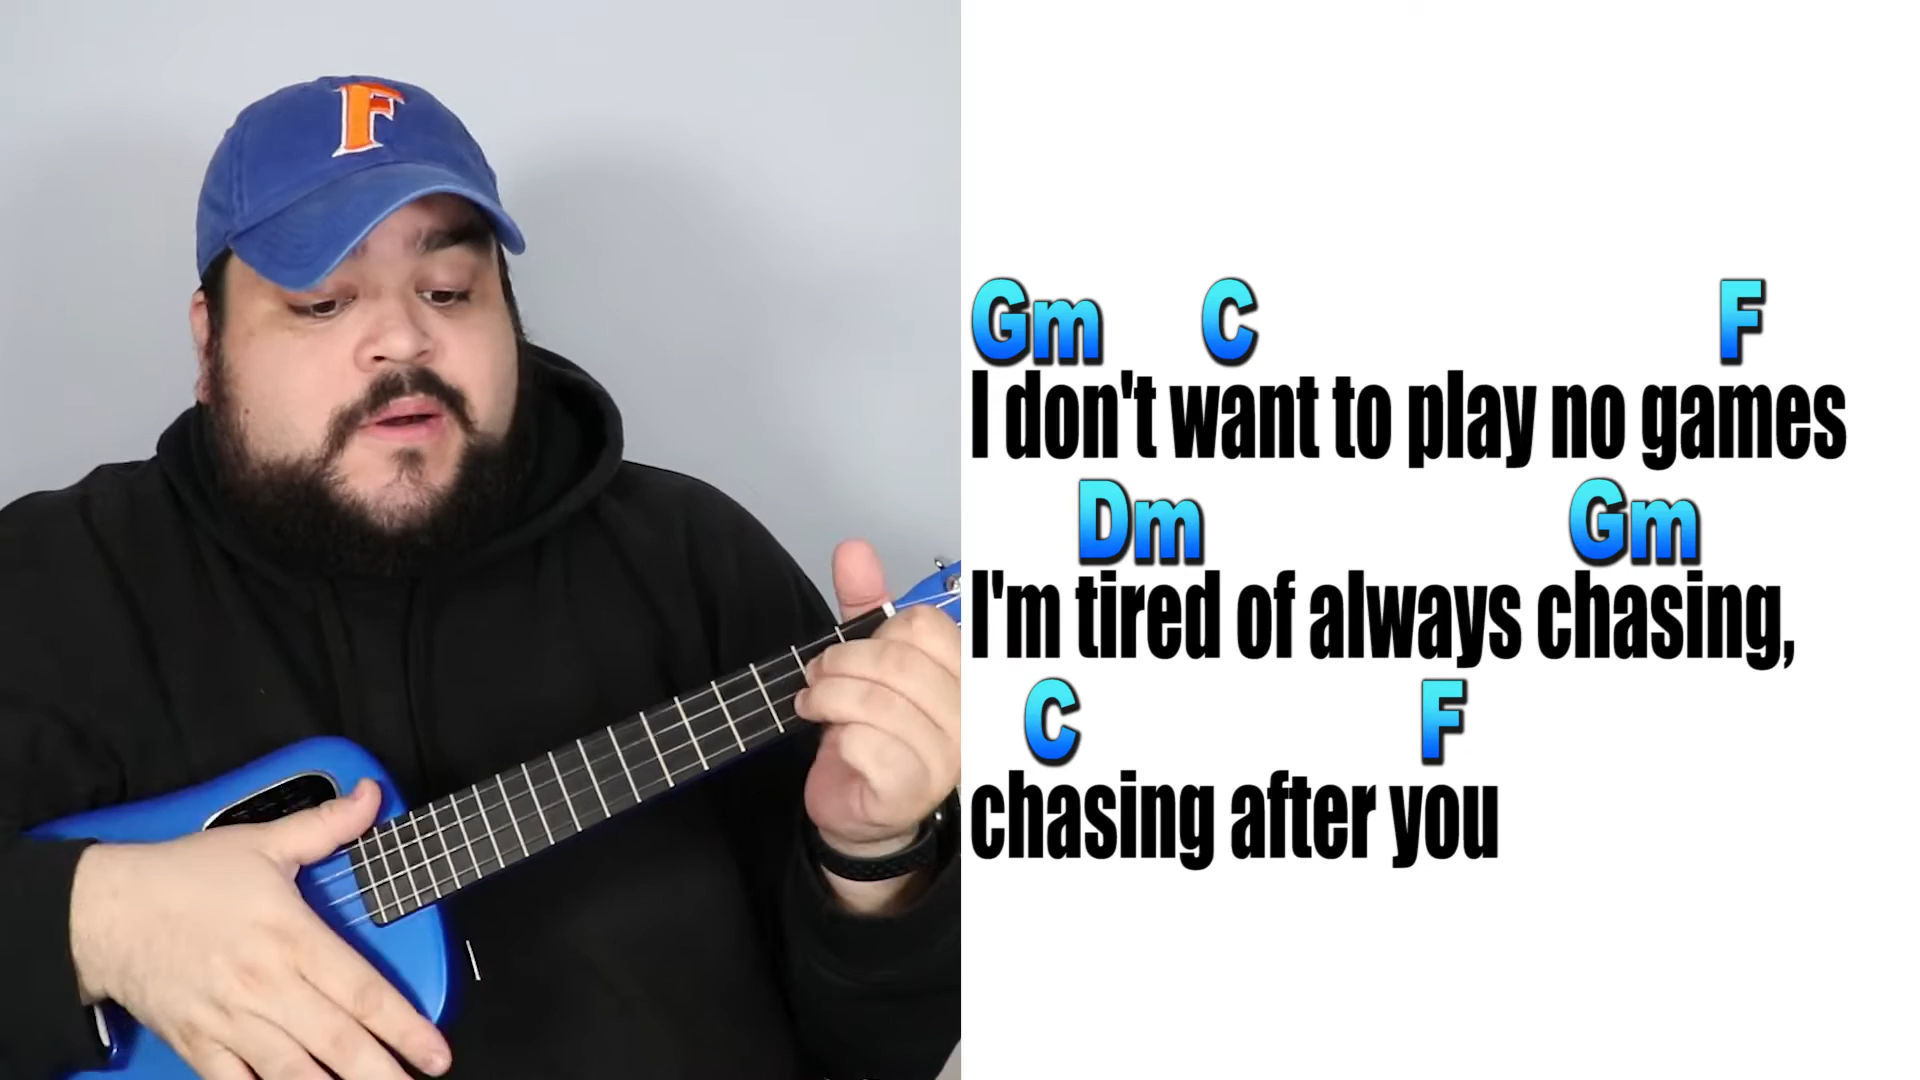 F
Gm C F
I don't want to play no games
Dm Gm
I'm tired of always chasing,
C F
chasing after you